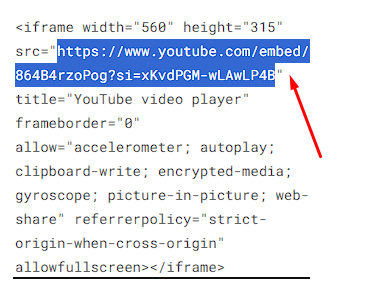 <iframe width="560" height="315"
src="https://www.youtube.com/embed/
864B4rzoPog?si=xKvdPGM-wLAwLP4B"
title="YouTube video player"
frameborder="0"
allow="accelerometer; autoplay;
clipboard-write; encrypted-media;
gyroscope; picture-in-picture; web-
share" referrerpolicy="strict-
origin-when-cross-origin"
allowfullscreen></iframe>